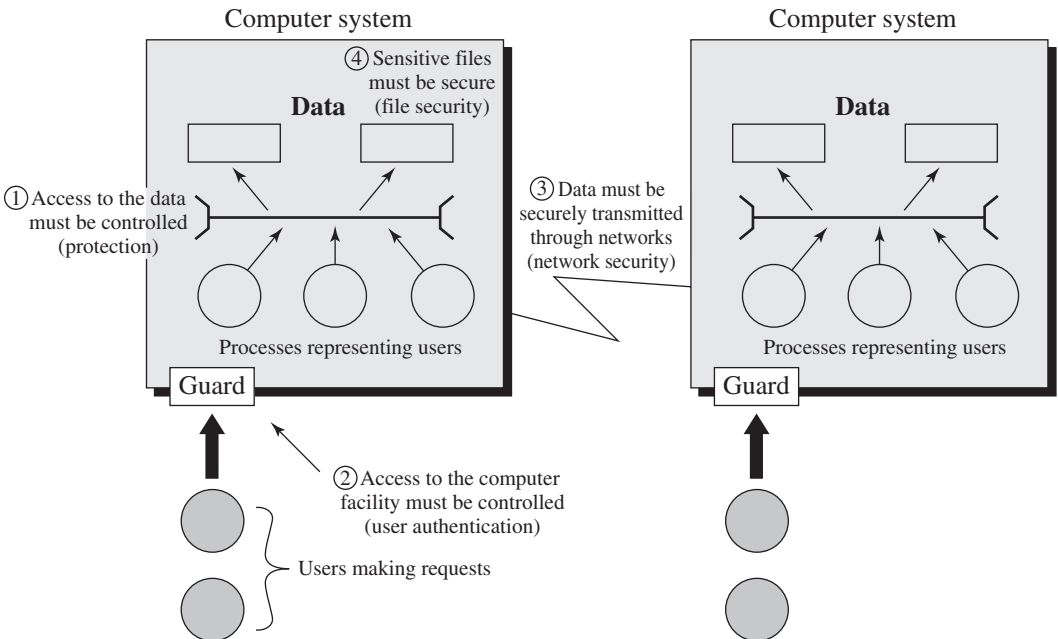 Computer system
④ Sensitive files
must be secure
(file security)
Data
① Access to the data
must be controlled
(protection)
Processes representing users
Guard
② Access to the computer
facility must be controlled
(user authentication)
Users making requests
③ Data must be
securely transmitted
through networks
(network security)
Computer system
Data
Processes representing users
Guard